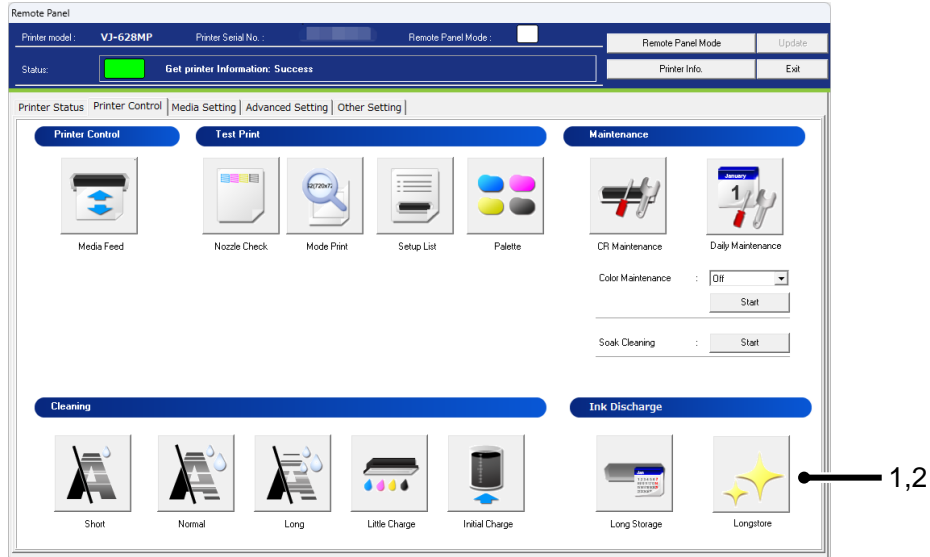 Remote Panel
Printer model : VJ-628MP Printer Serial No. : Remote Panel Mode :
Remote Panel Mode Update
Status: Get printer Information: Success
Printer Info. Exit
Printer Status Printer Control Media Setting Advanced Setting Other Setting
Printer Control Test Print Maintenance
January
1
Media Feed Nozzle Check Mode Print Setup List Palette CR Maintenance Daily Maintenance
Color Maintenance : Off
Start
Soak Cleaning : Start
Cleaning Ink Discharge
1,2
Short Normal Long Little Charge Initial Charge Long Storage Longstore